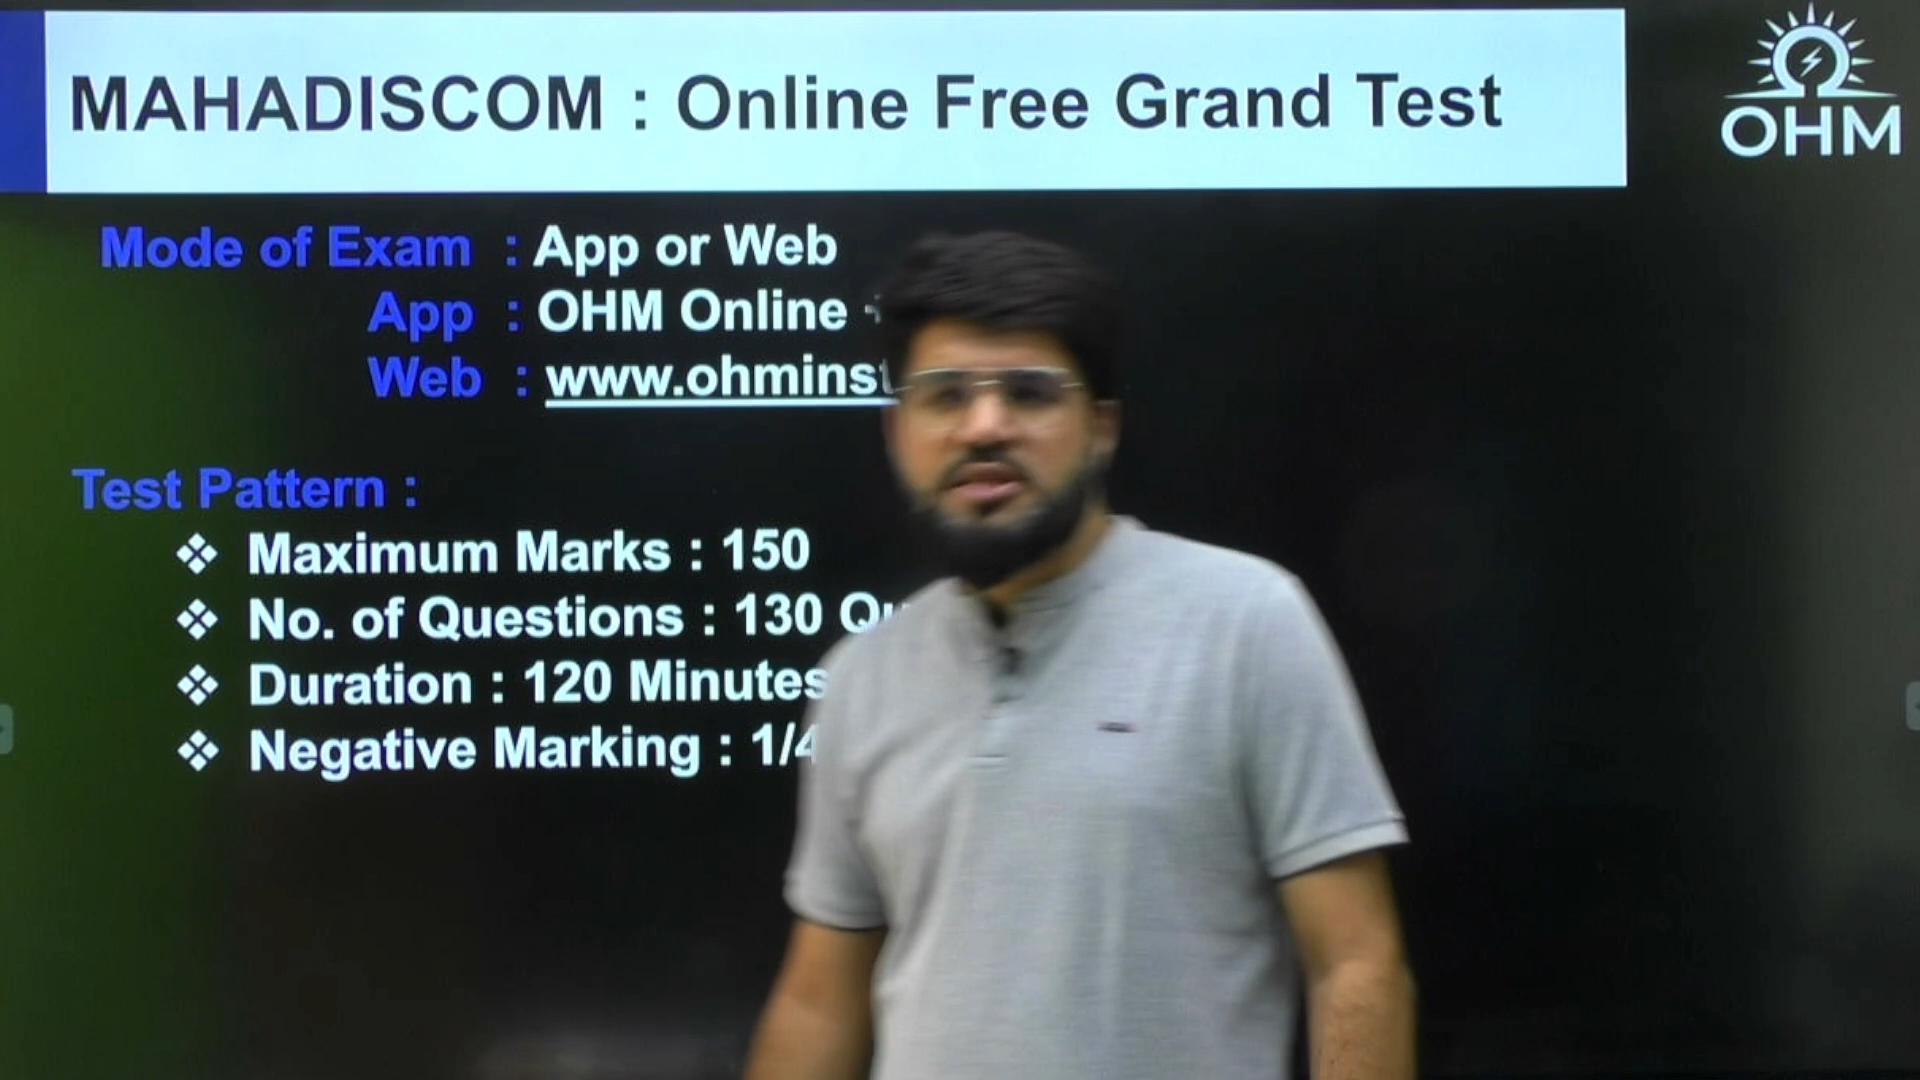 MAHADISCOM : Online Free Grand Test
OHM
Mode of Exam : App or Web
App : OHM Online
Web : www.ohminst
Test Pattern :
❖ Maximum Marks : 150
❖ No. of Questions : 130
❖ Duration : 120 Minutes
❖ Negative Marking : 1/4